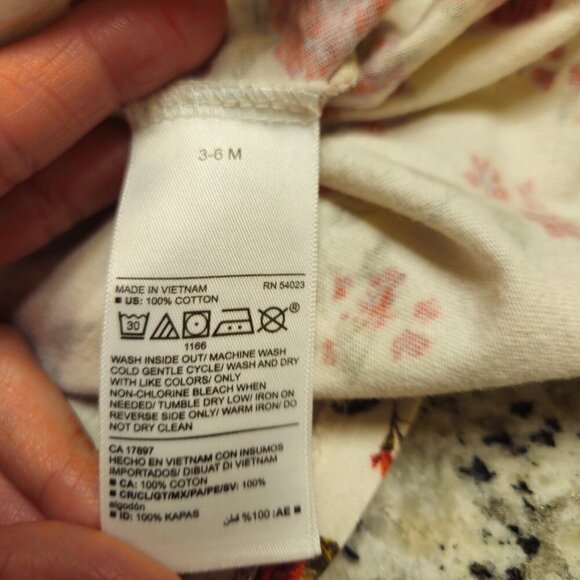 3-6 M
MADE IN VIETNAM RN 54023
■ US: 100% COTTON
30 ®
1166
WASH INSIDE OUT/ MACHINE WASH
COLD GENTLE CYCLE/ WASH AND DRY
WITH LIKE COLORS/ ONLY
NON-CHLORINE BLEACH WHEN
NEEDED/ TUMBLE DRY LOW/ IRON ON
REVERSE SIDE ONLY/ WARM IRON/ DO
NOT DRY CLEAN
CA 17897
HECHO EN VIETNAM CON INSUMOS
IMPORTADOS/ DIBUAT DI VIETNAM
■ CA: 100% COTON
■ CR/CL/GT/MX/PA/PE/SV: 100%
algodón
■ ID: 100% KAPAS ■ AE: 100% قطن